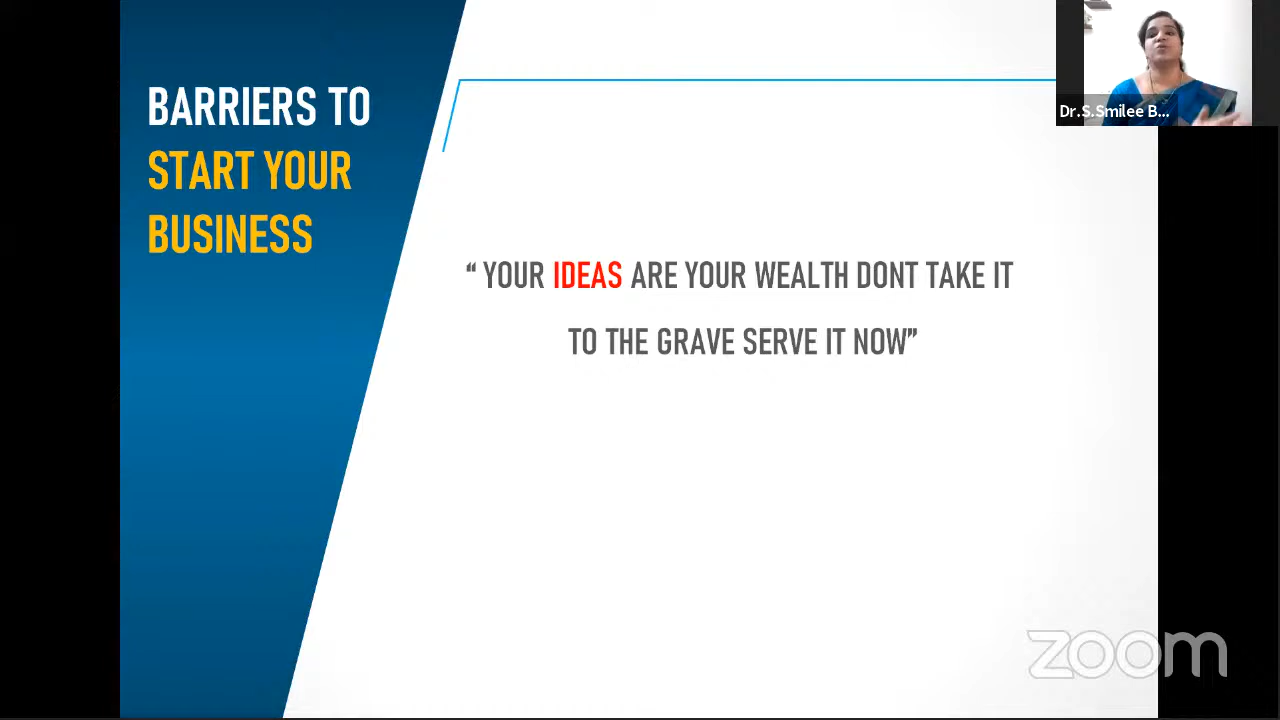 BARRIERS TO
START YOUR
BUSINESS
“ YOUR IDEAS ARE YOUR WEALTH DONT TAKE IT
TO THE GRAVE SERVE IT NOW”
Dr.S.Smilee B...
zoom